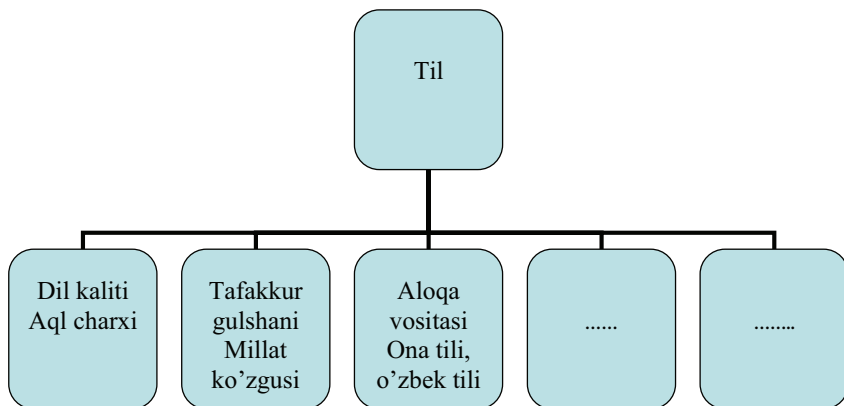 Til
Dil kaliti
Aql charxi
Tafakkur
gulshani
Millat
ko’zgusi
Aloqa
vositasi
Ona tili,
o’zbek tili
......
........